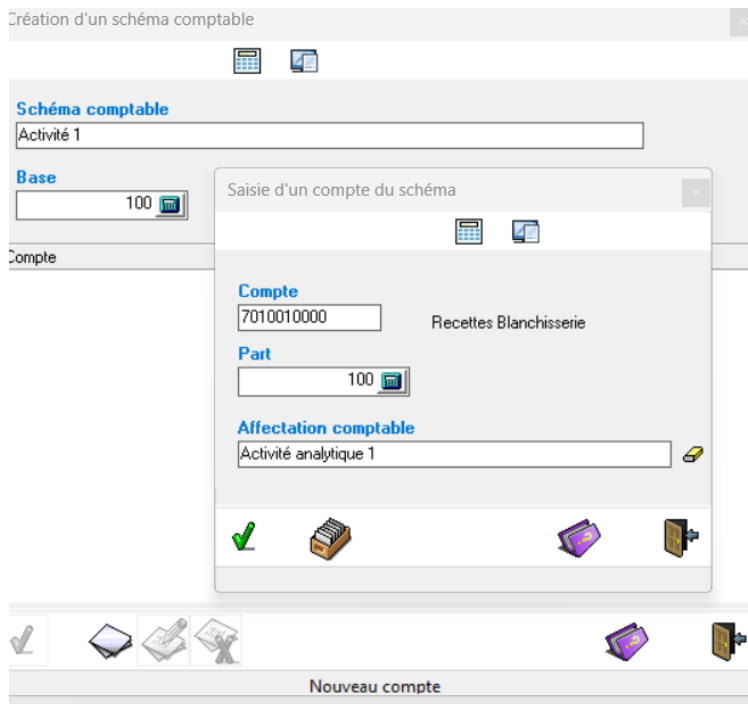 Création d'un schéma comptable
Schéma comptable
Activité 1
Base
100
Compte
Saisie d'un compte du schéma
Compte
7010010000 Recettes Blanchisserie
Part
100
Affectation comptable
Activité analytique 1
Nouveau compte